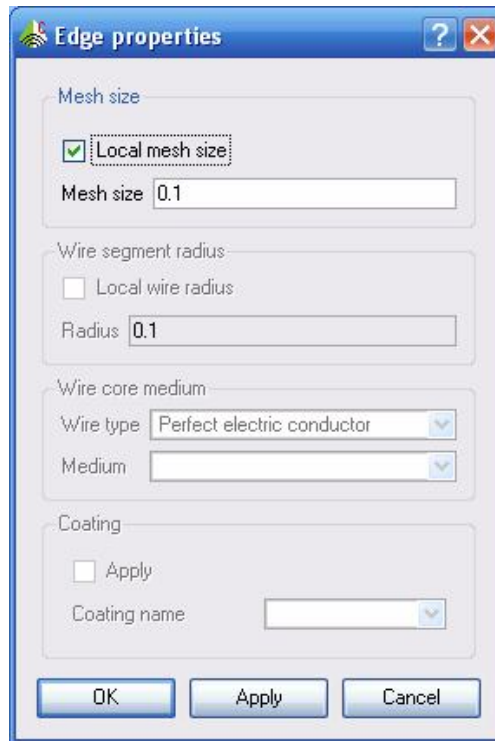 Edge properties
Mesh size
Local mesh size
Mesh size 0.1
Wire segment radius
Local wire radius
Radius 0.1
Wire core medium
Wire type Perfect electric conductor
Medium
Coating
Apply
Coating name
OK Apply Cancel